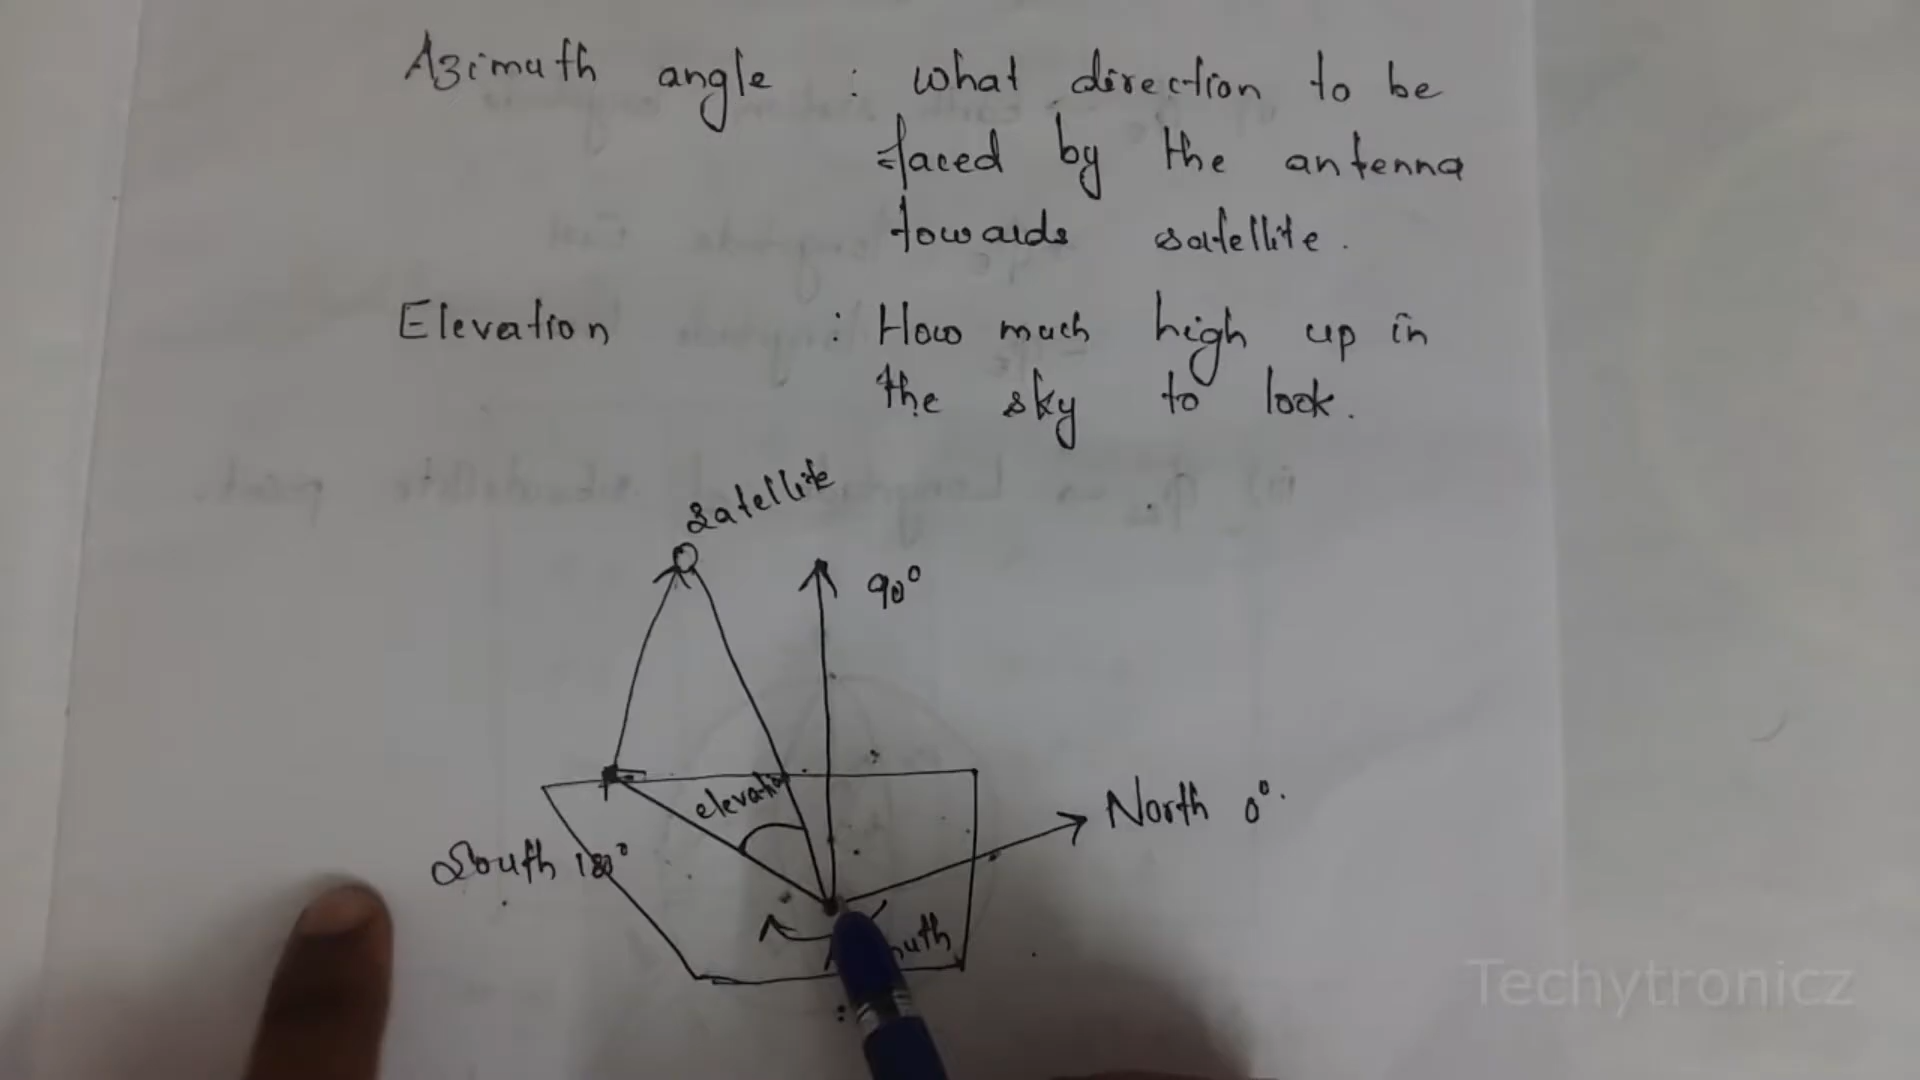 Azimuth angle : what direction to be
faced by the antenna
towards satellite.
Elevation : How much high up in
the sky to look.
Satellite
90°
elevation
North 0°.
South 180°
Techytronicz